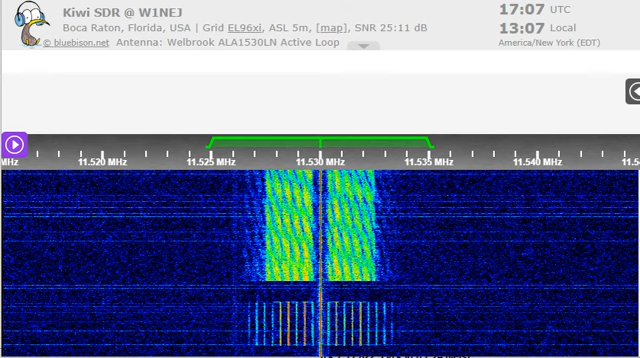 Kiwi SDR @ W1NEJ
Boca Raton, Florida, USA | Grid EL96xi, ASL 5m, [map], SNR 25:11 dB
© bluebison.net Antenna: Welbrook ALA1530LN Active Loop
17:07 UTC
13:07 Local
America/New York (EDT)
MHz 11.520 MHz 11.525 MHz 11.530 MHz 11.535 MHz 11.540 MHz 11.54